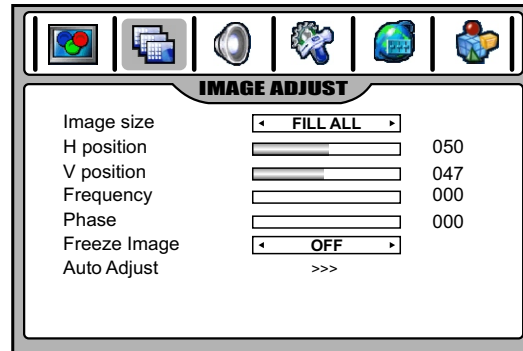 IMAGE ADJUST
Image size FILL ALL
H position 050
V position 047
Frequency 000
Phase 000
Freeze Image OFF
Auto Adjust >>>